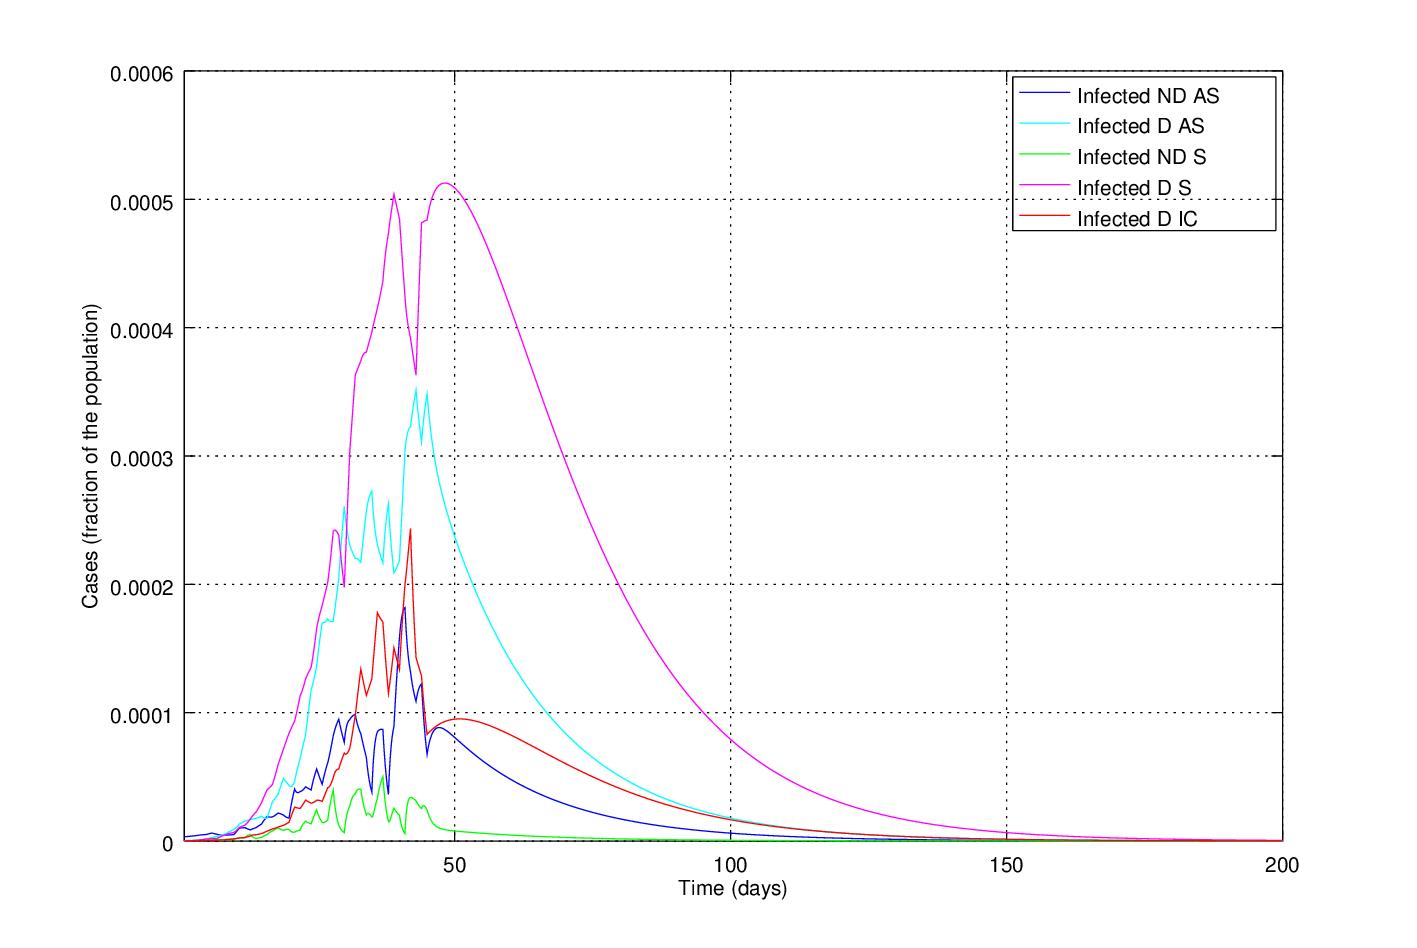 0.0006
0.0005
0.0004
0.0003
0.0002
0.0001
0
Cases (fraction of the population)
Infected ND AS
Infected D AS
Infected ND S
Infected D S
Infected D IC
50
100
150
200
Time (days)